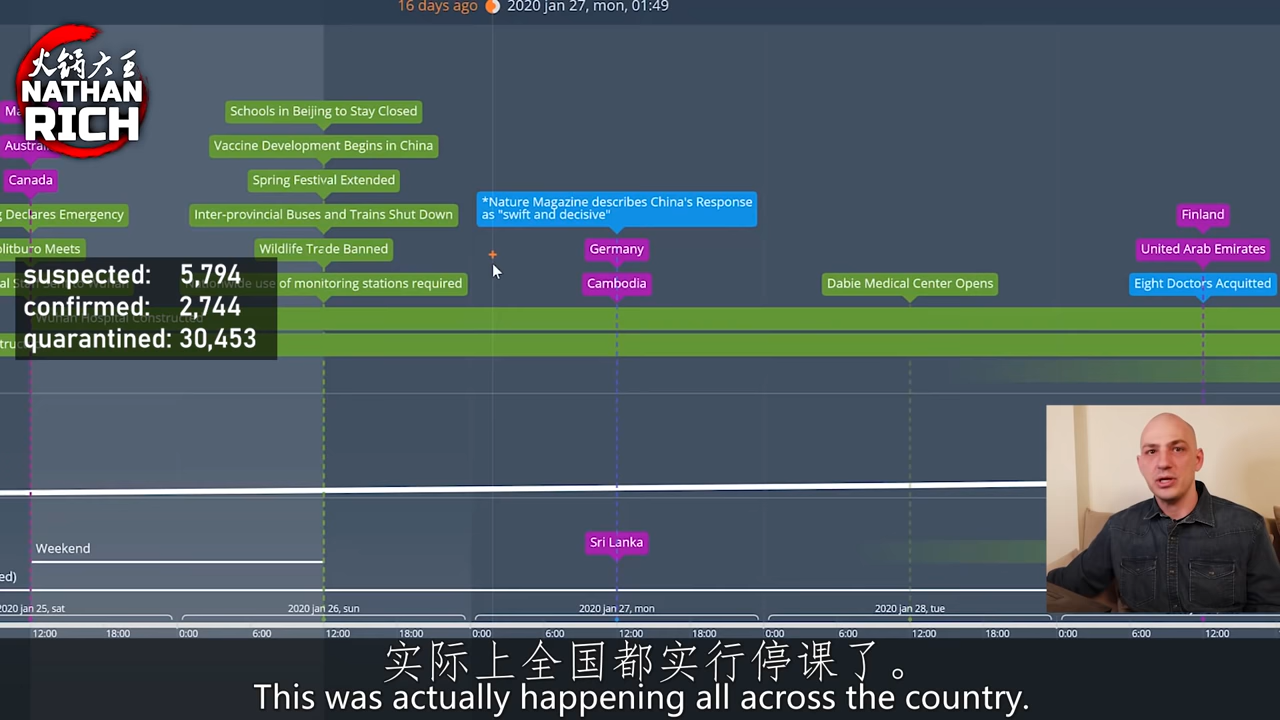 16 days ago 2020 jan 27, mon, 01:49
火锅大王
NATHAN
RICH
Schools in Beijing to Stay Closed
Vaccine Development Begins in China
Canada
Spring Festival Extended
Declares Emergency
Inter-provincial Buses and Trains Shut Down
*Nature Magazine describes China's Response
as "swift and decisive"
Finland
Meets
Wildlife Trade Banned
Germany
United Arab Emirates
use of monitoring stations required
Cambodia
Dabie Medical Center Opens
Eight Doctors Acquitted
suspected: 5,794
confirmed: 2,744
quarantined: 30,453
Wuhan Hospital Constructed
Sri Lanka
Weekend
2020 jan 25, sat
2020 jan 26, sun
2020 jan 27, mon
2020 jan 28, tue
12:00 18:00 0:00 6:00 12:00 18:00 0:00 6:00 12:00 18:00 0:00 6:00 12:00 18:00 0:00 6:00 12:00
实际上全国都实行停课了。
This was actually happening all across the country.